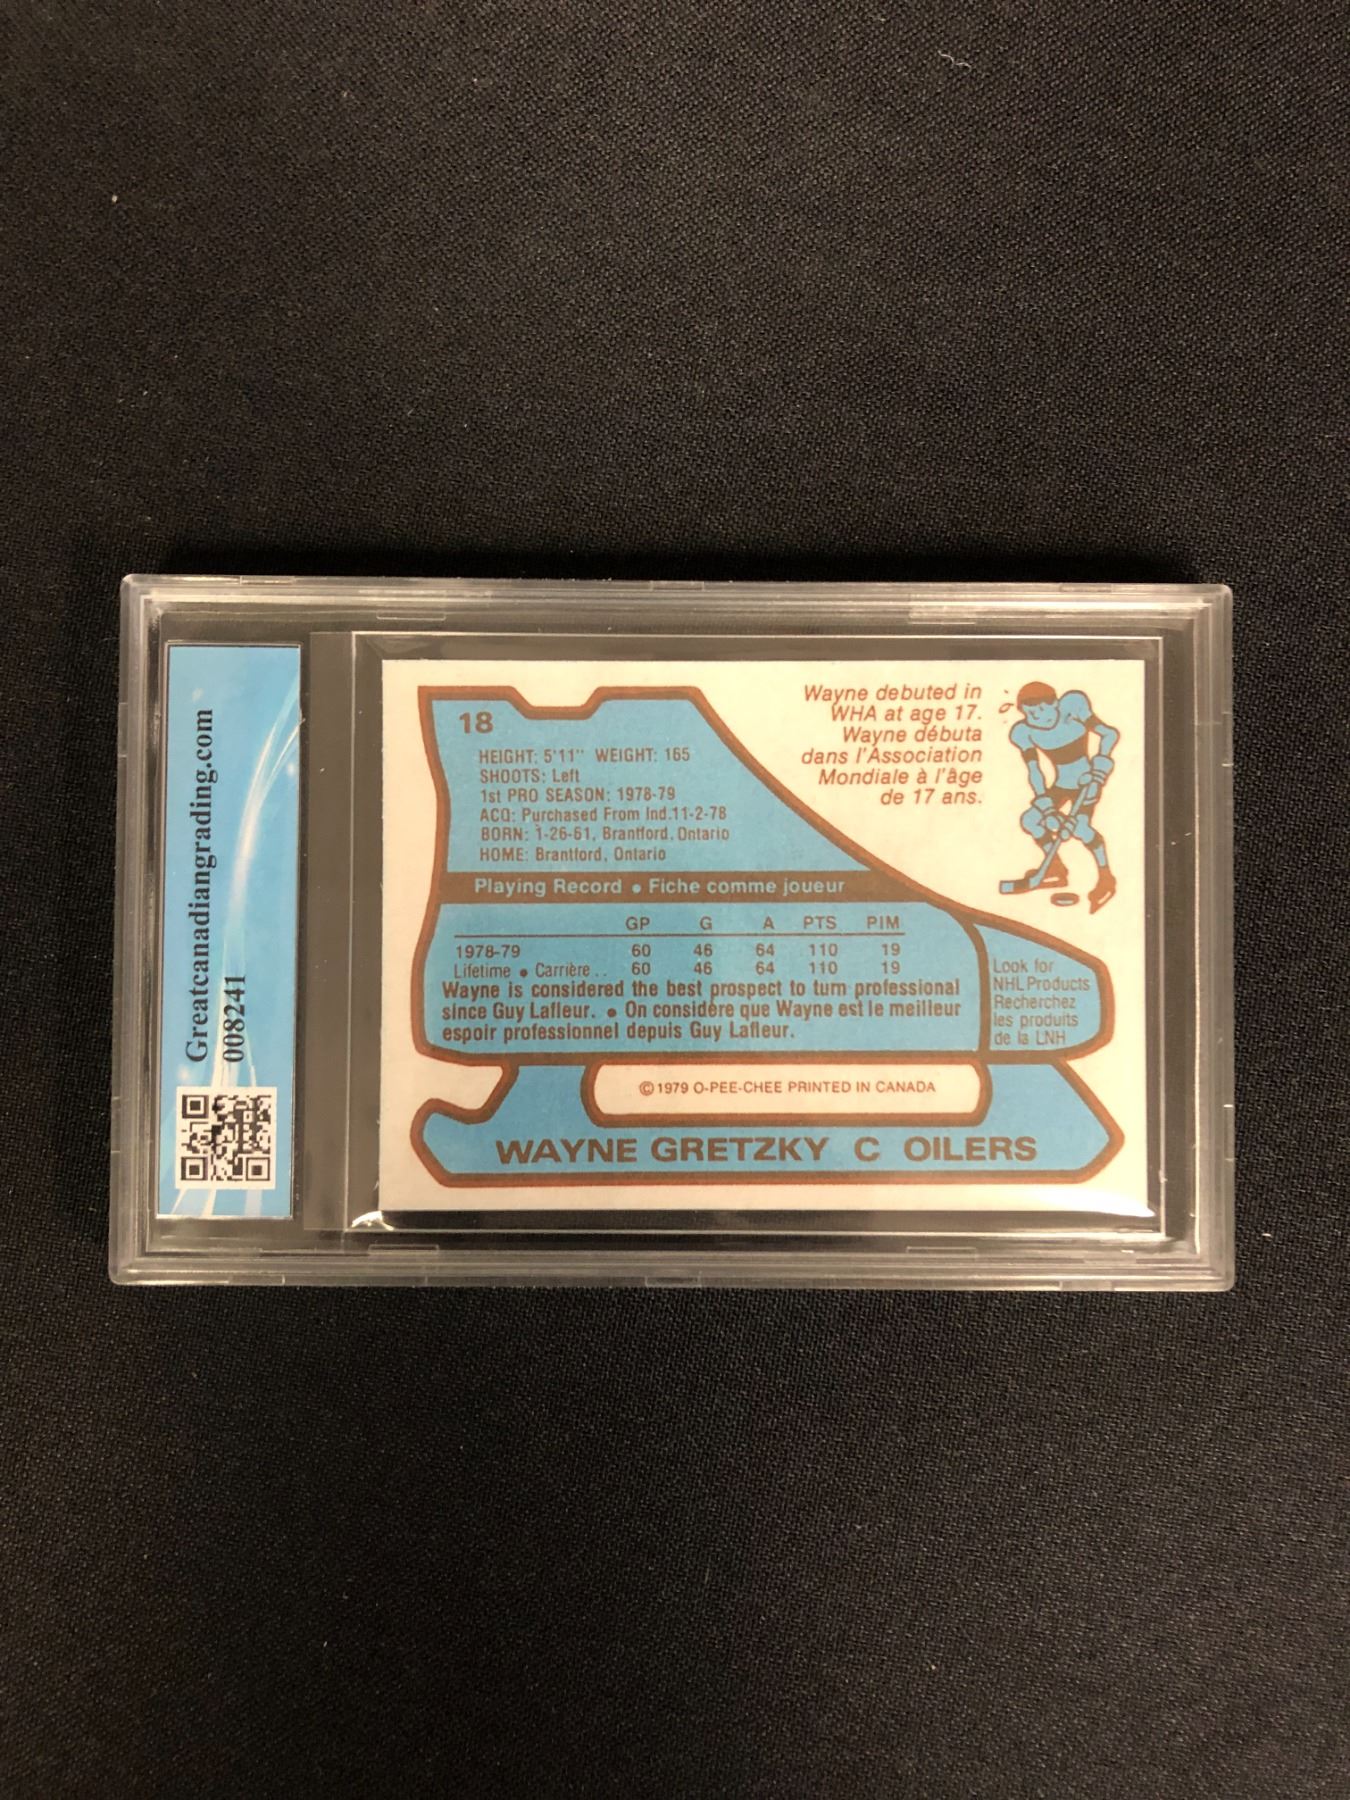 Greatcanadiangrading.com
008241
18
HEIGHT: 5'11" WEIGHT: 165
SHOOTS: Left
1st PRO SEASON: 1978-79
ACQ: Purchased From Ind.11-2-78
BORN: 1-26-61, Brantford, Ontario
HOME: Brantford, Ontario
Wayne debuted in
WHA at age 17.
Wayne débuta
dans l'Association
Mondiale à l'âge
de 17 ans.
Playing Record • Fiche comme joueur
GP G A PTS PIM
1978-79 60 46 64 110 19
Lifetime • Carrière .. 60 46 64 110 19
Wayne is considered the best prospect to turn professional
since Guy Lafleur. • On considère que Wayne est le meilleur
espoir professionnel depuis Guy Lafleur.
Look for
NHL Products
Recherchez
les produits
de la LNH
© 1979 O-PEE-CHEE PRINTED IN CANADA
WAYNE GRETZKY C OILERS